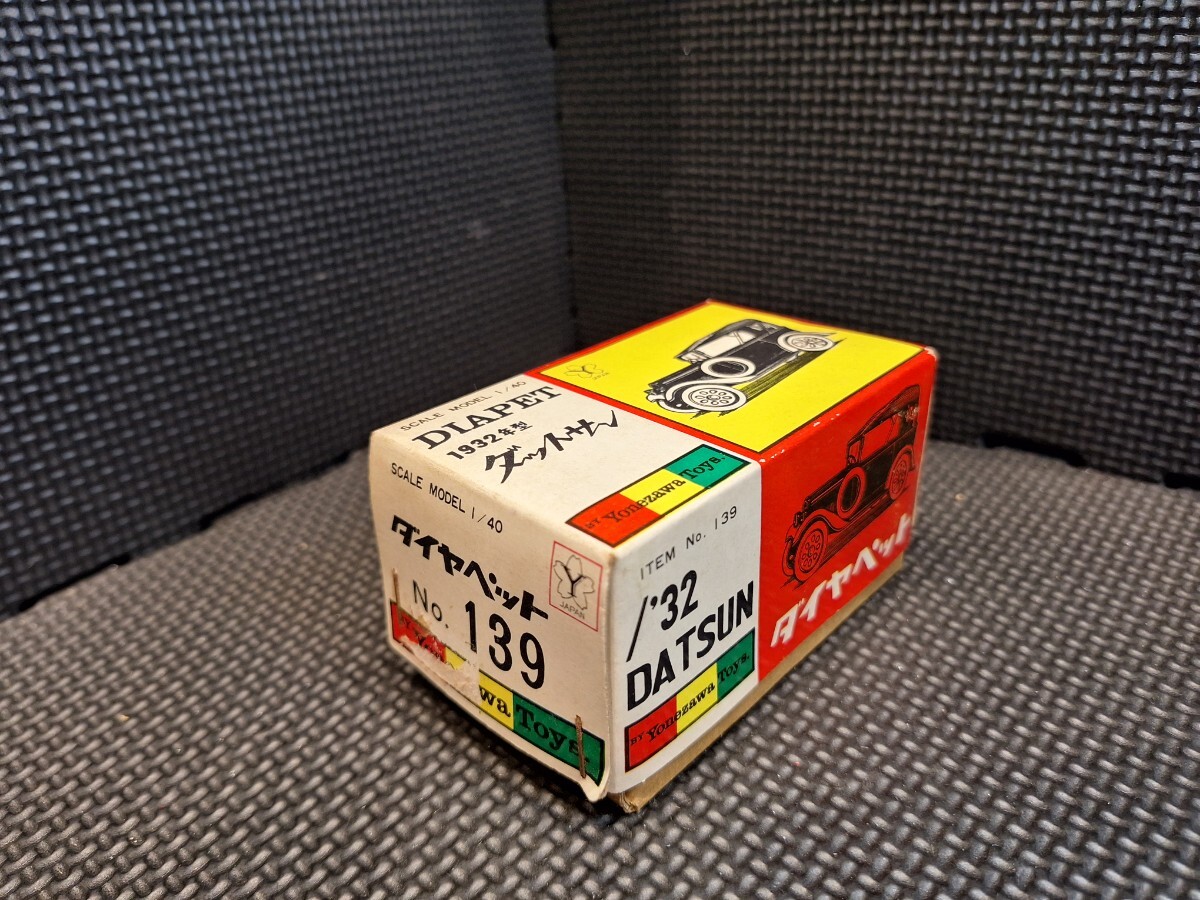 SCALE MODEL 1/40
DIAPET
1932年型
ダットサン
BY Yonezawa Toys.
SCALE MODEL 1/40
ダイヤペット
No. 139
wa Toys.
JAPAN
ITEM No. 139
/'32
DATSUN
BY Yonezawa Toys.
ダイヤペット